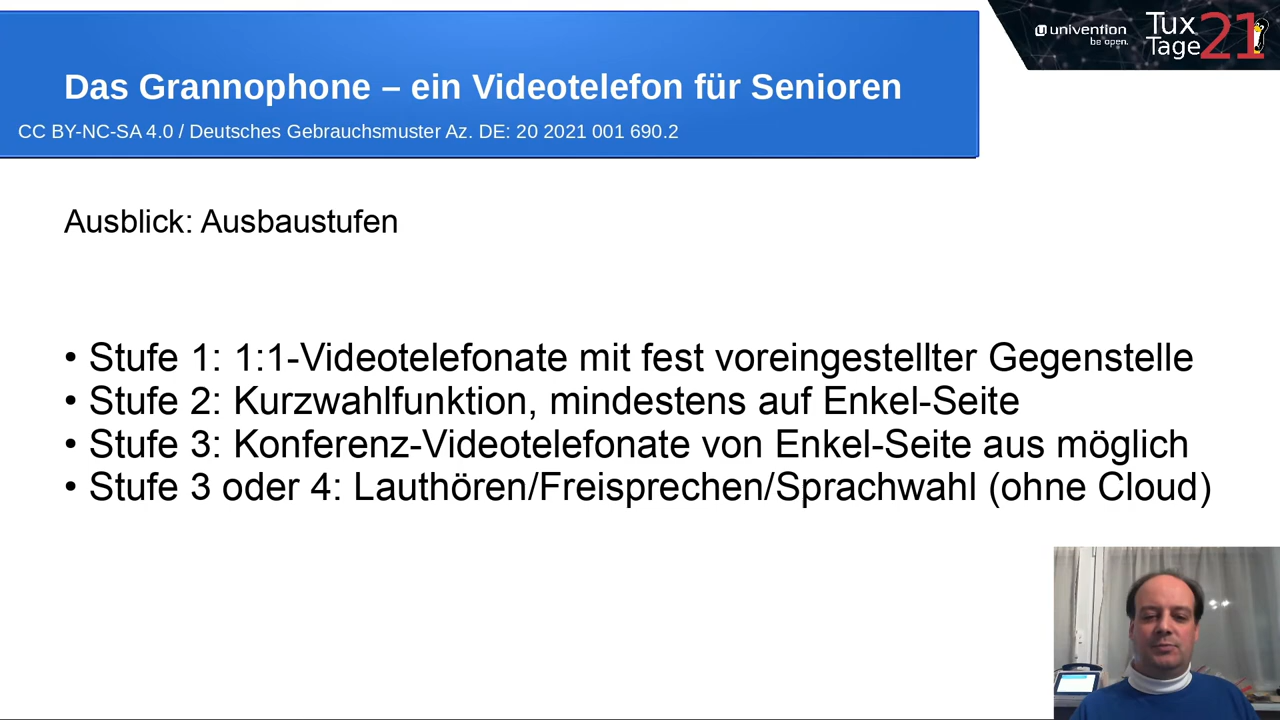 univention
be open.
Tux
Tage
21
Das Grannophone – ein Videotelefon für Senioren
CC BY-NC-SA 4.0 / Deutsches Gebrauchsmuster Az. DE: 20 2021 001 690.2
Ausblick: Ausbaustufen
• Stufe 1: 1:1-Videotelefonate mit fest voreingestellter Gegenstelle
• Stufe 2: Kurzwahlfunktion, mindestens auf Enkel-Seite
• Stufe 3: Konferenz-Videotelefonate von Enkel-Seite aus möglich
• Stufe 3 oder 4: Lauthören/Freisprechen/Sprachwahl (ohne Cloud)